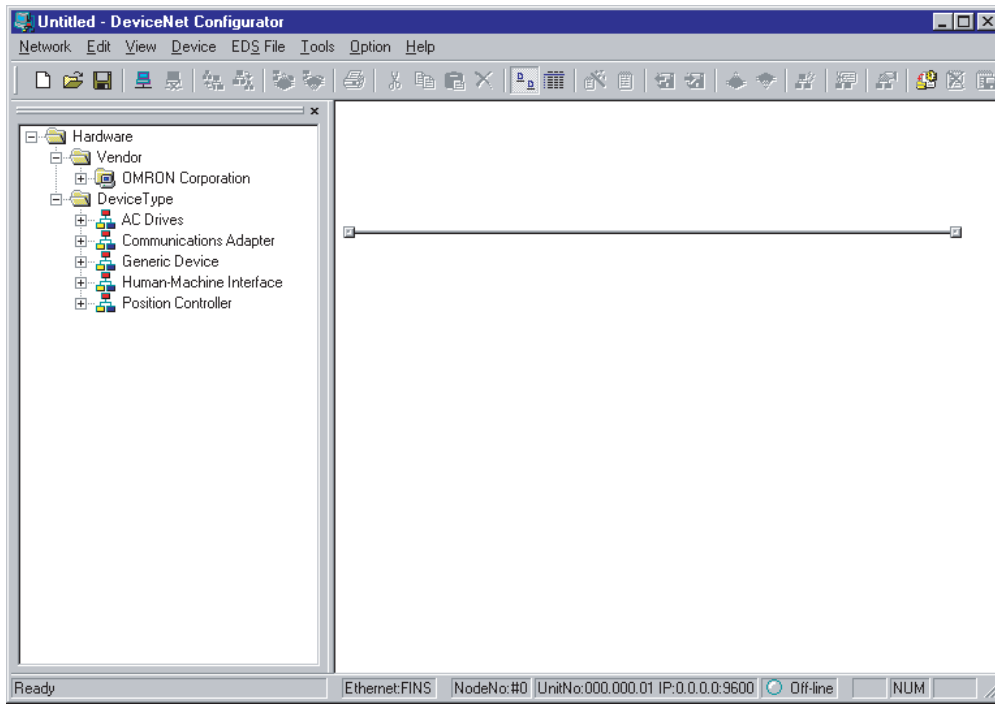 Untitled - DeviceNet Configurator
Network Edit View Device EDS File Tools Option Help
Hardware
Vendor
OMRON Corporation
DeviceType
AC Drives
Communications Adapter
Generic Device
Human-Machine Interface
Position Controller
Ready Ethernet:FINS NodeNo:#0 UnitNo:000.000.01 IP:0.0.0.0:9600 Off-line NUM